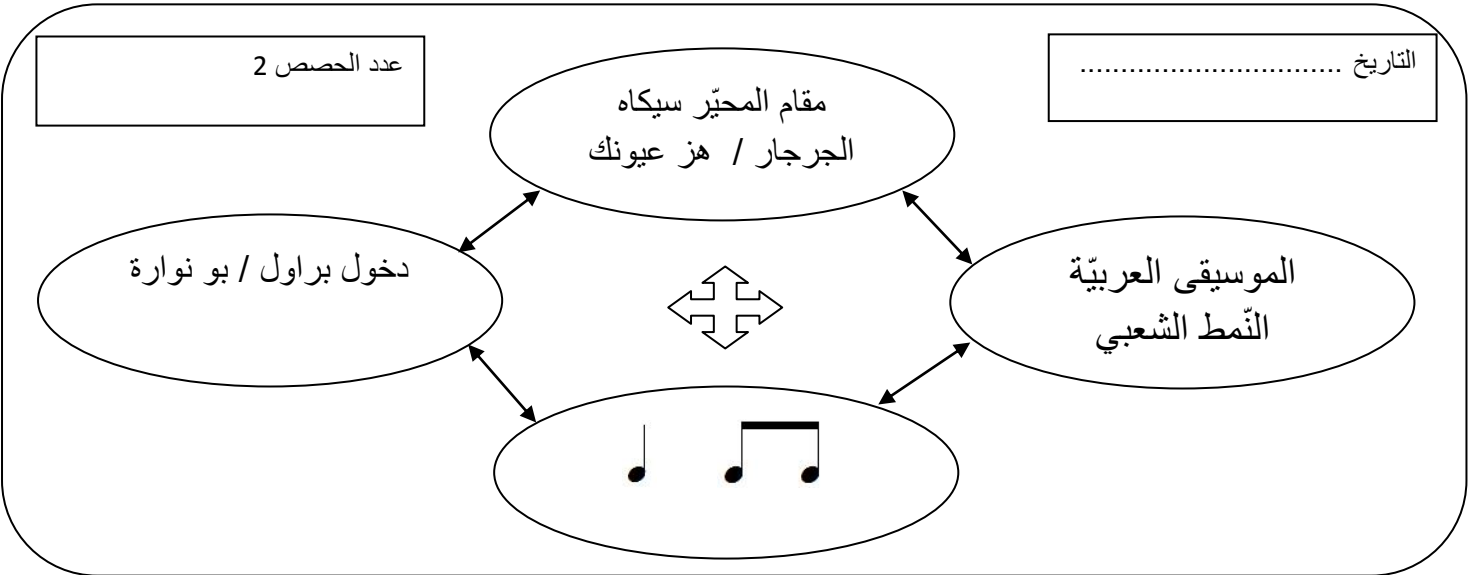 التاريخ ................................
عدد الحصص 2
مقام المحيّر سيكاه
الجرجار / هز عيونك
الموسيقى العربيّة
النّمط الشعبي
دخول براول / بو نوارة